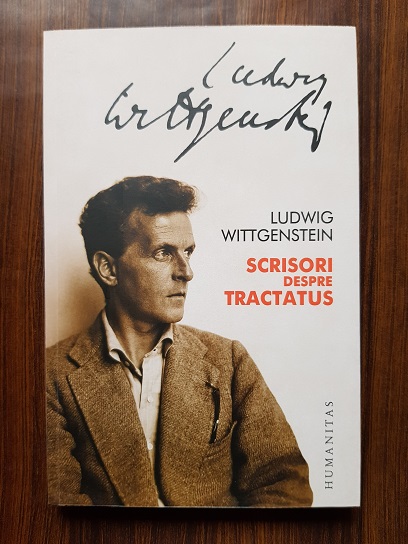 Ludwig
Wittgenstein
LUDWIG
WITTGENSTEIN
SCRISORI
DESPRE
TRACTATUS
HUMANITAS